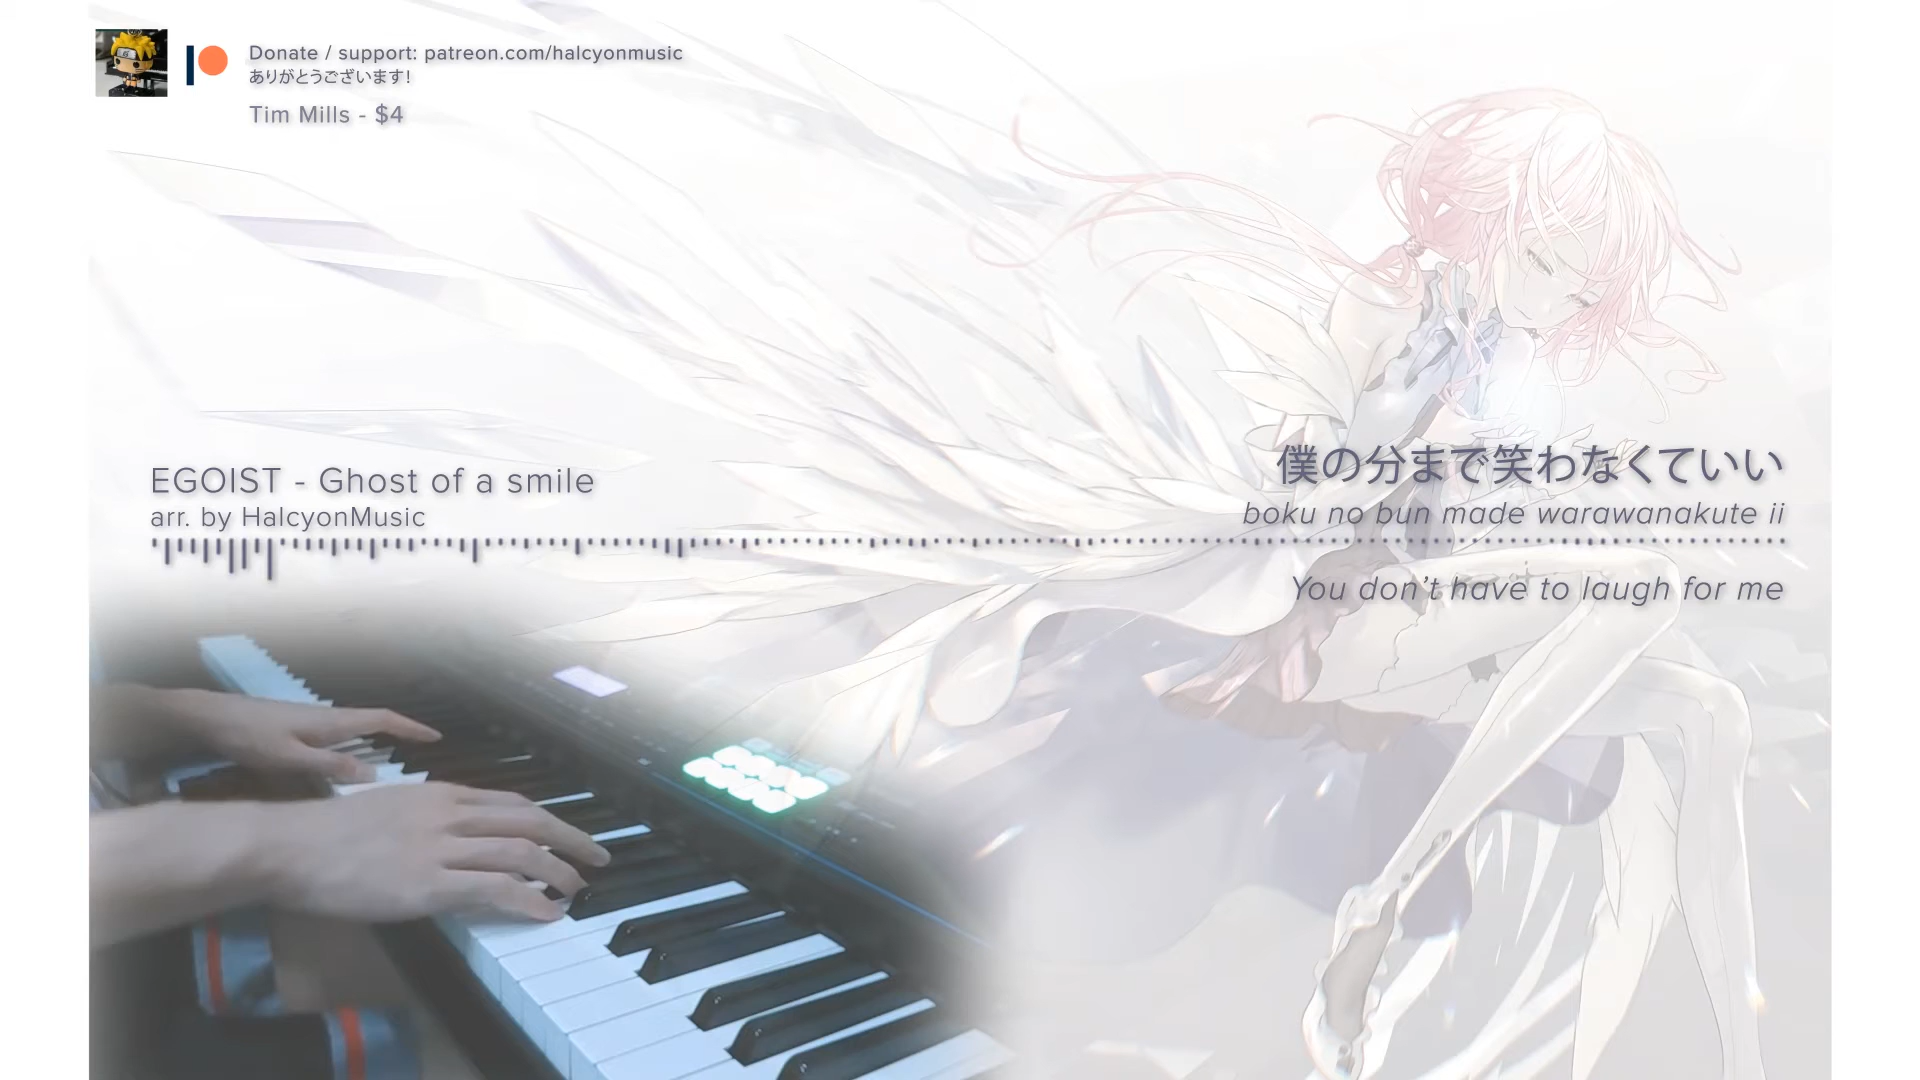 Donate / support: patreon.com/halcyonmusic
ありがとうございます!
Tim Mills - $4
EGOIST - Ghost of a smile
arr. by HalcyonMusic
僕の分まで笑わなくていい
boku no bun made warawanakute ii
You don't have to laugh for me